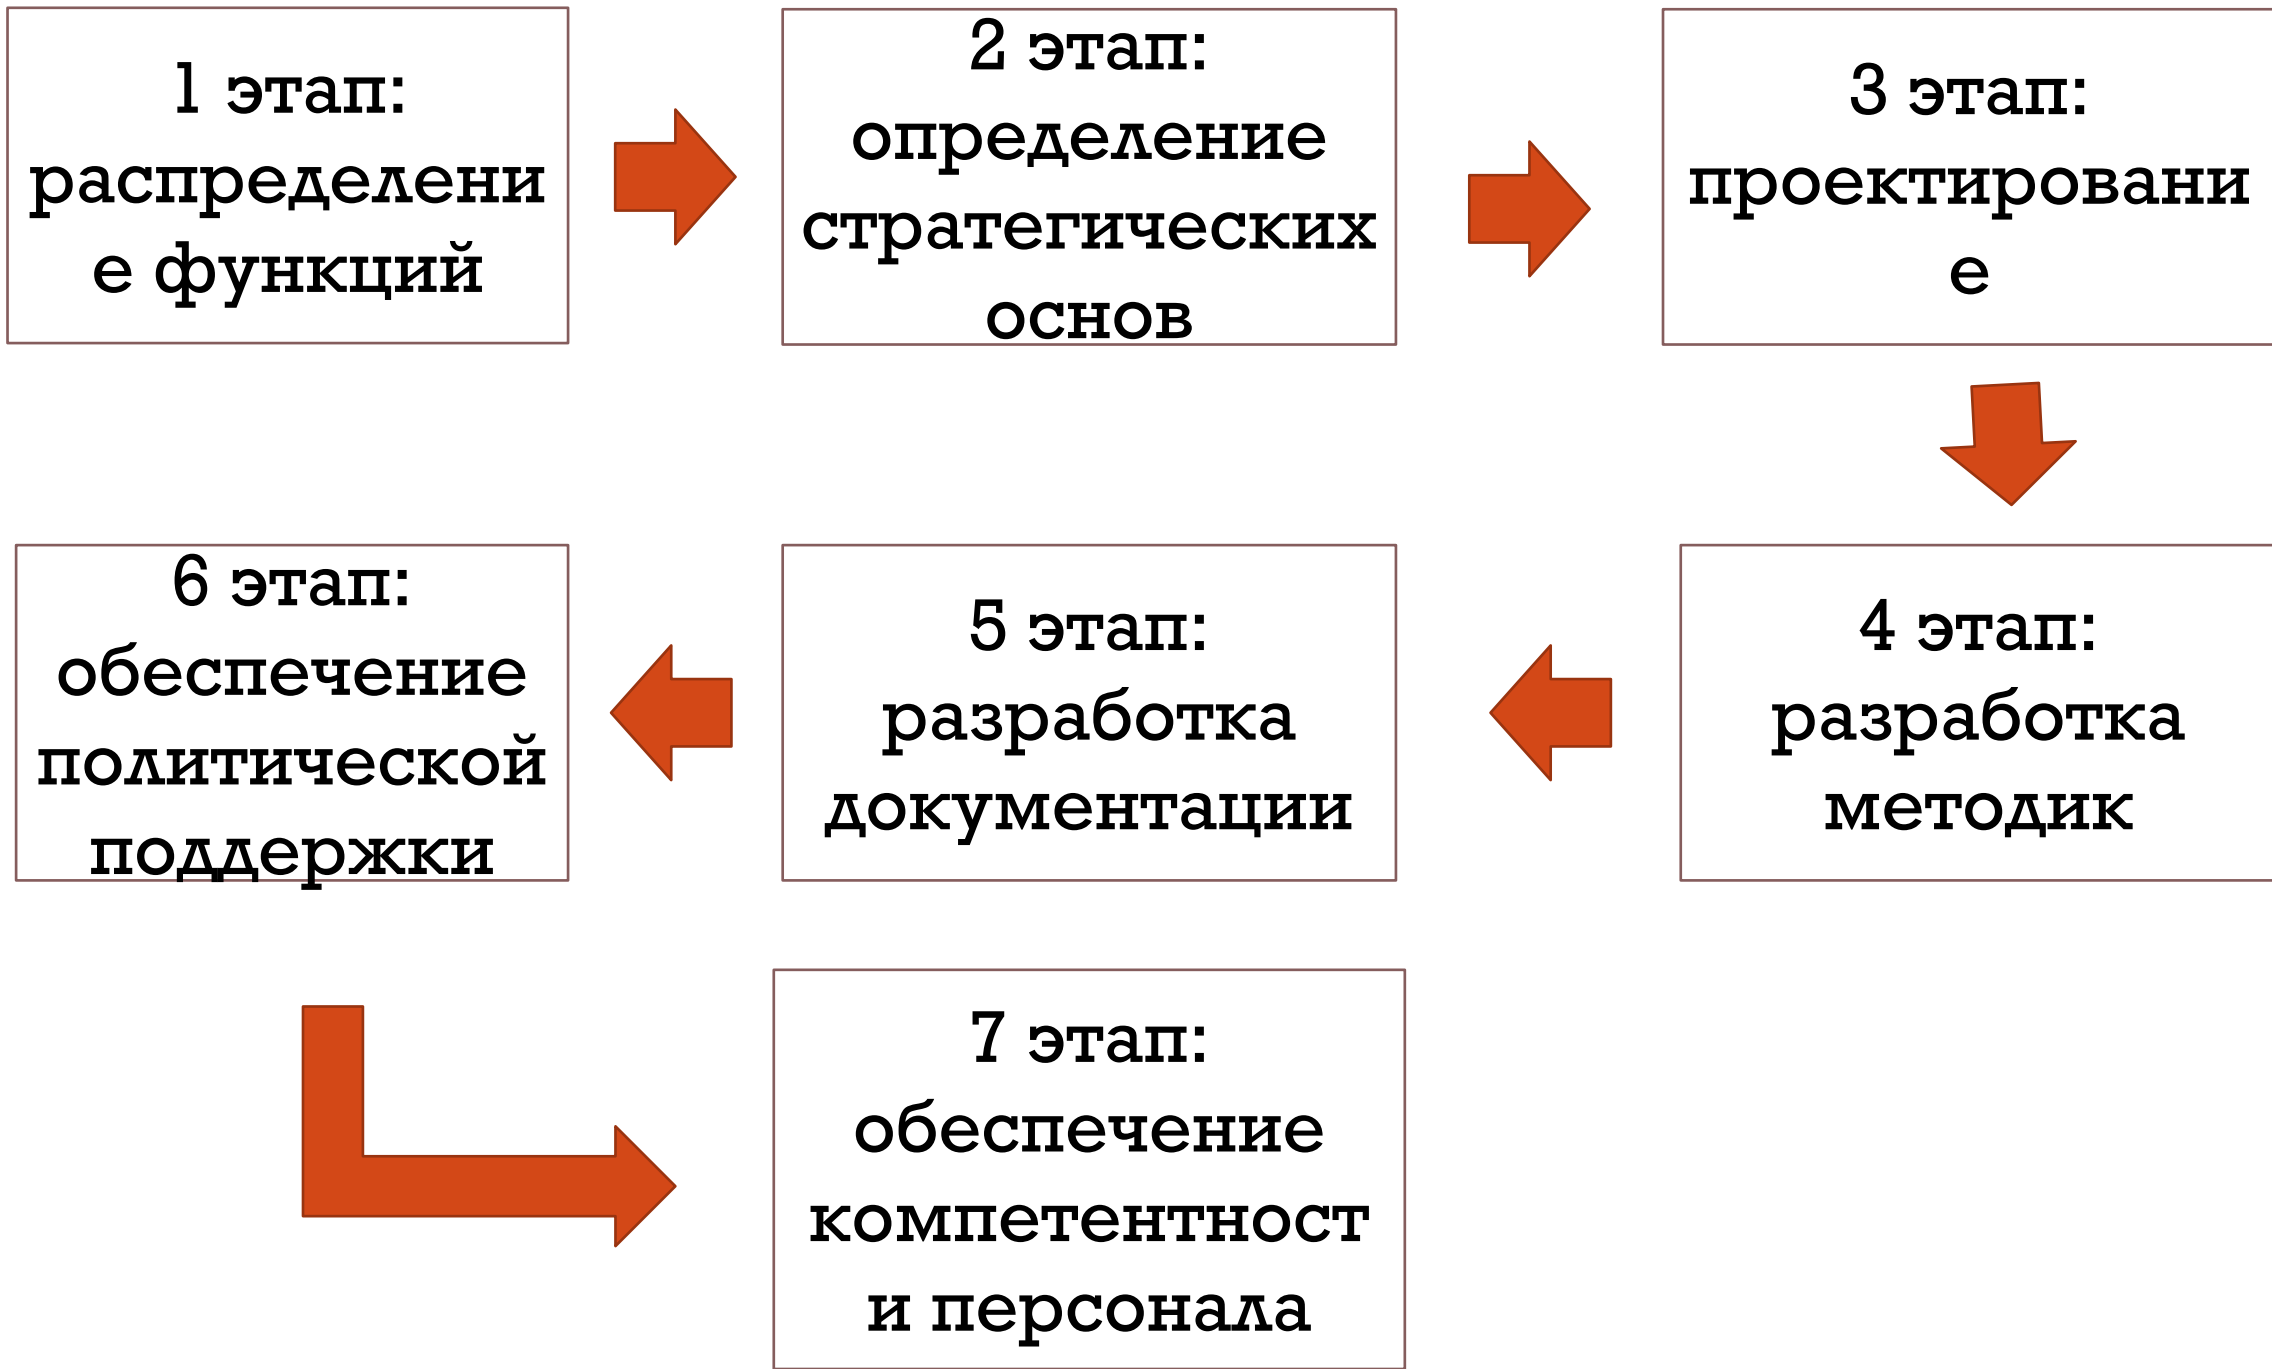 1 этап:
распределени
е функций
2 этап:
определение
стратегических
основ
3 этап:
проектировани
е
4 этап:
разработка
методик
5 этап:
разработка
документации
6 этап:
обеспечение
политической
поддержки
7 этап:
обеспечение
компетентност
и персонала